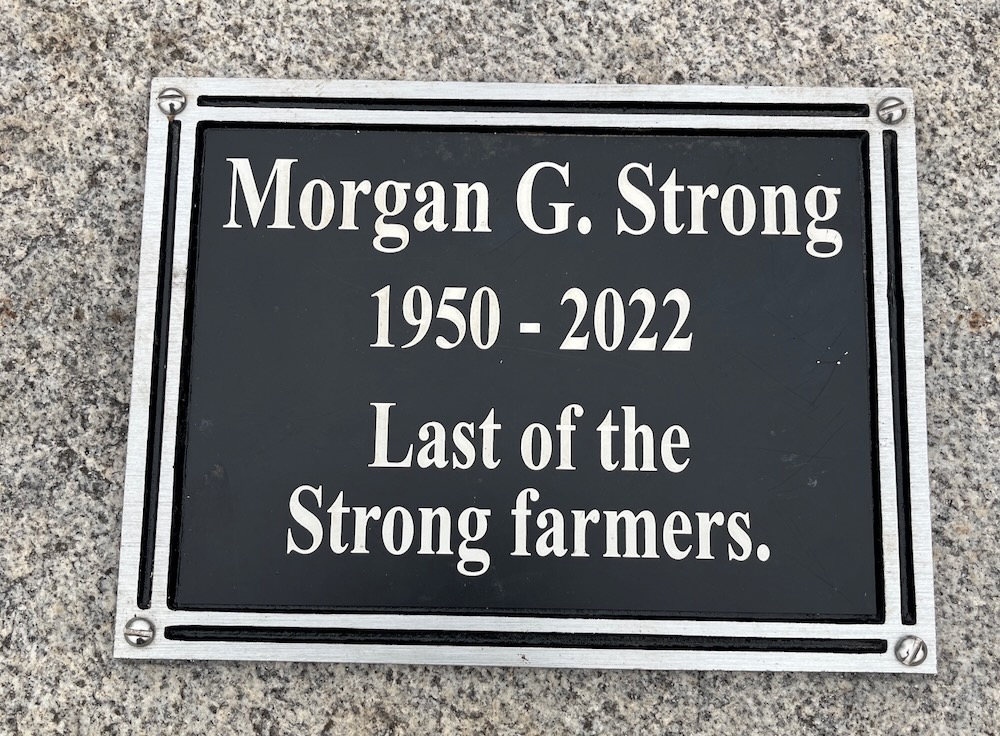 Morgan G. Strong
1950 - 2022
Last of the
Strong farmers.